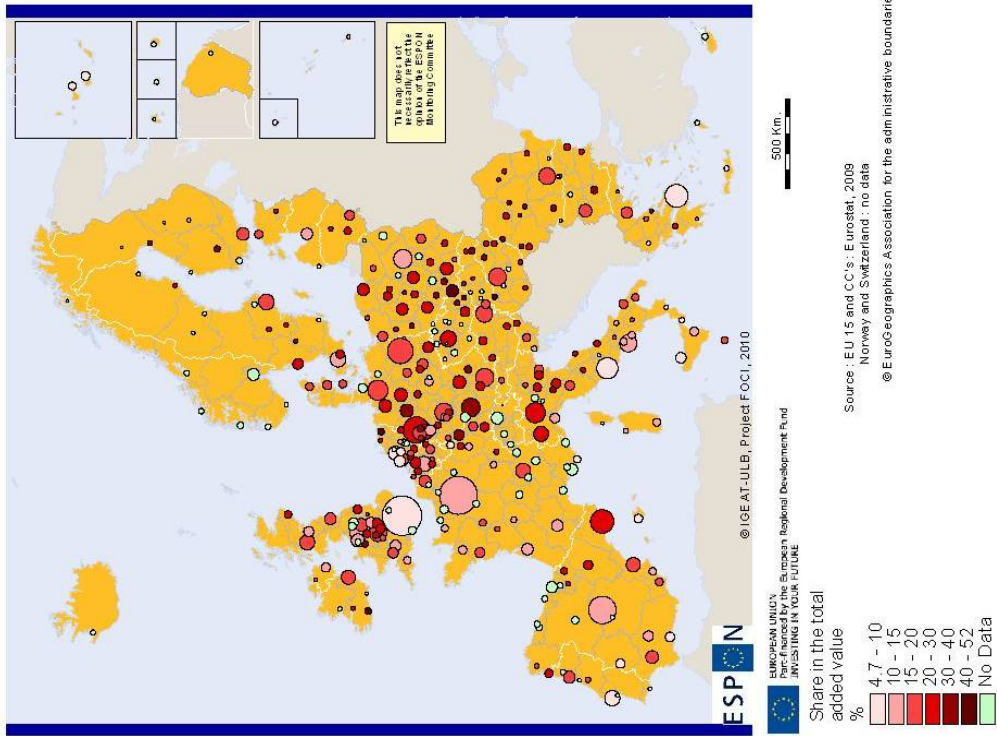 This map does not
necessarily reflect the
opinion of the ESPON
Monitoring Committee
© IGEAT-ULB, Project FOCI, 2010
500 Km.
ESPON
EUROPEAN UNION
Part-financed by the European Regional Development Fund
INVESTING IN YOUR FUTURE
Share in the total
added value
%
4.7 - 10
10 - 15
15 - 20
20 - 30
30 - 40
40 - 52
No Data
Source : EU 15 and CC's : Eurostat, 2009
Norway and Switzerland : no data
© EuroGeographics Association for the administrative boundarie